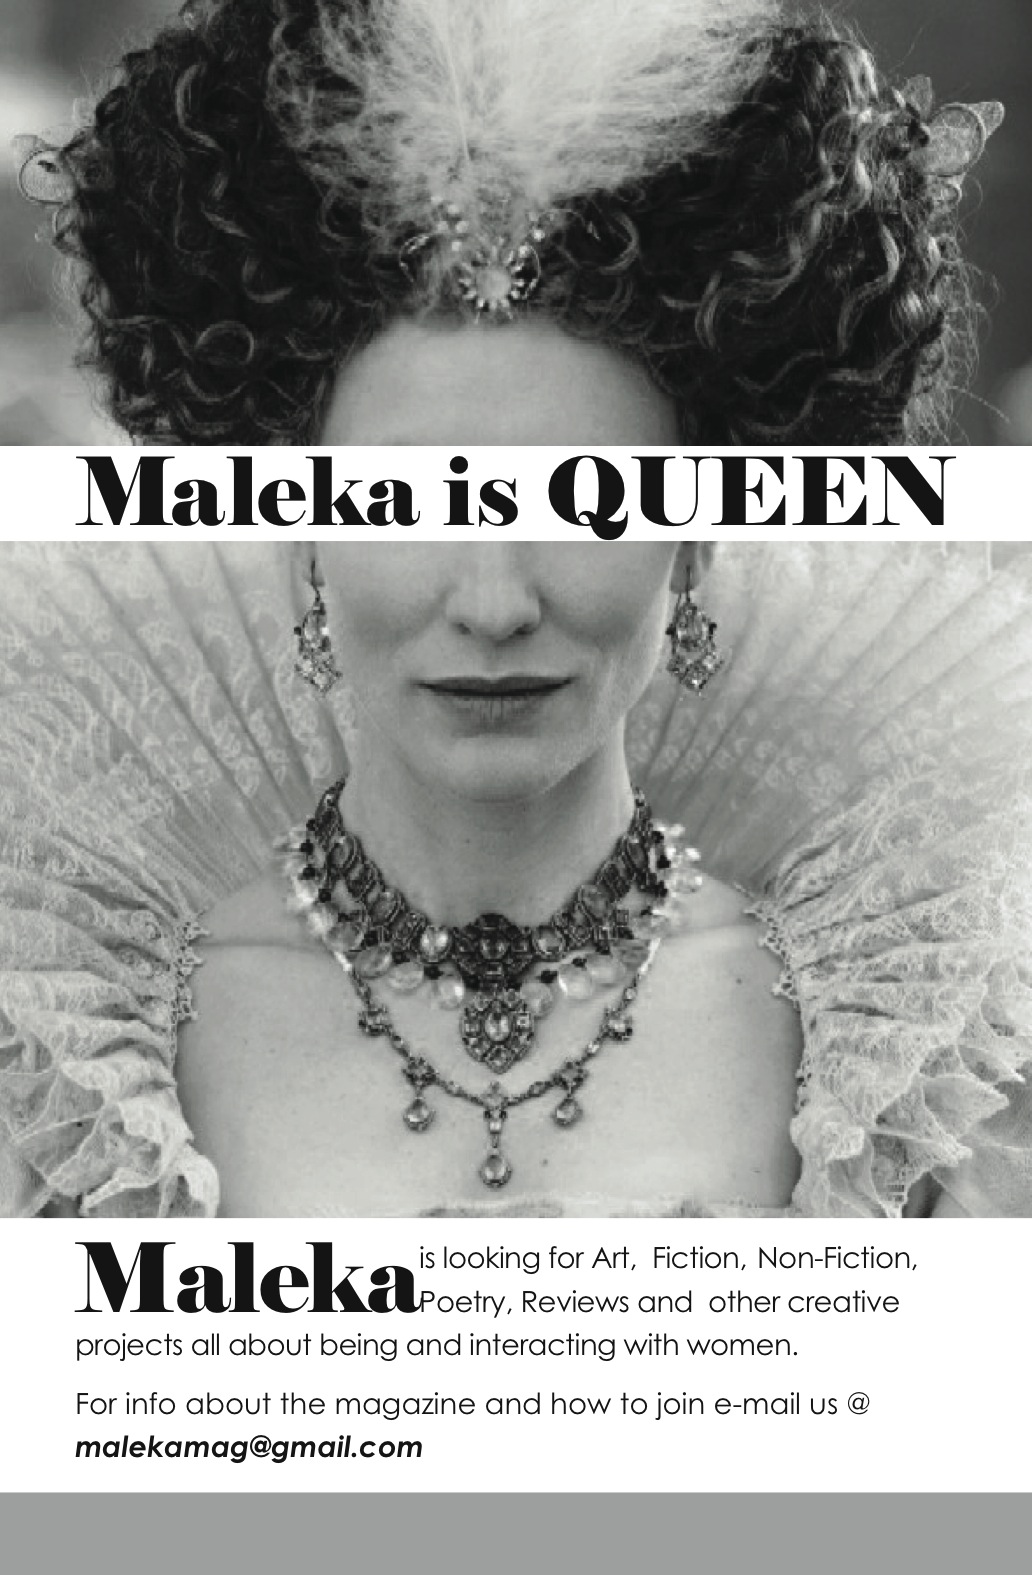 Maleka is QUEEN
Maleka is looking for Art, Fiction, Non-Fiction,
Poetry, Reviews and other creative
projects all about being and interacting with women.
For info about the magazine and how to join e-mail us @
malekamag@gmail.com